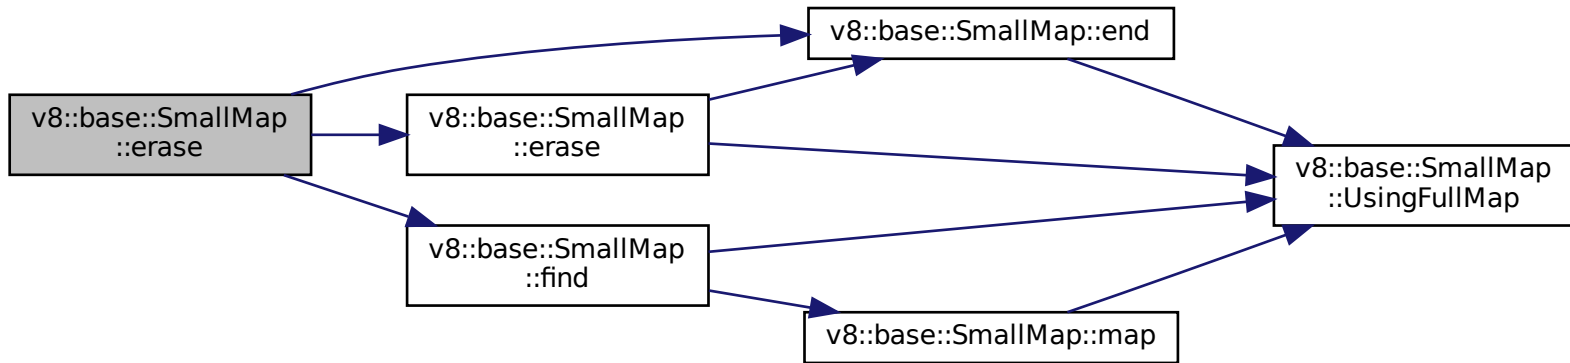 v8::base::SmallMap
::erase
v8::base::SmallMap::end
v8::base::SmallMap
::erase
v8::base::SmallMap
::find
v8::base::SmallMap::map
v8::base::SmallMap
::UsingFullMap